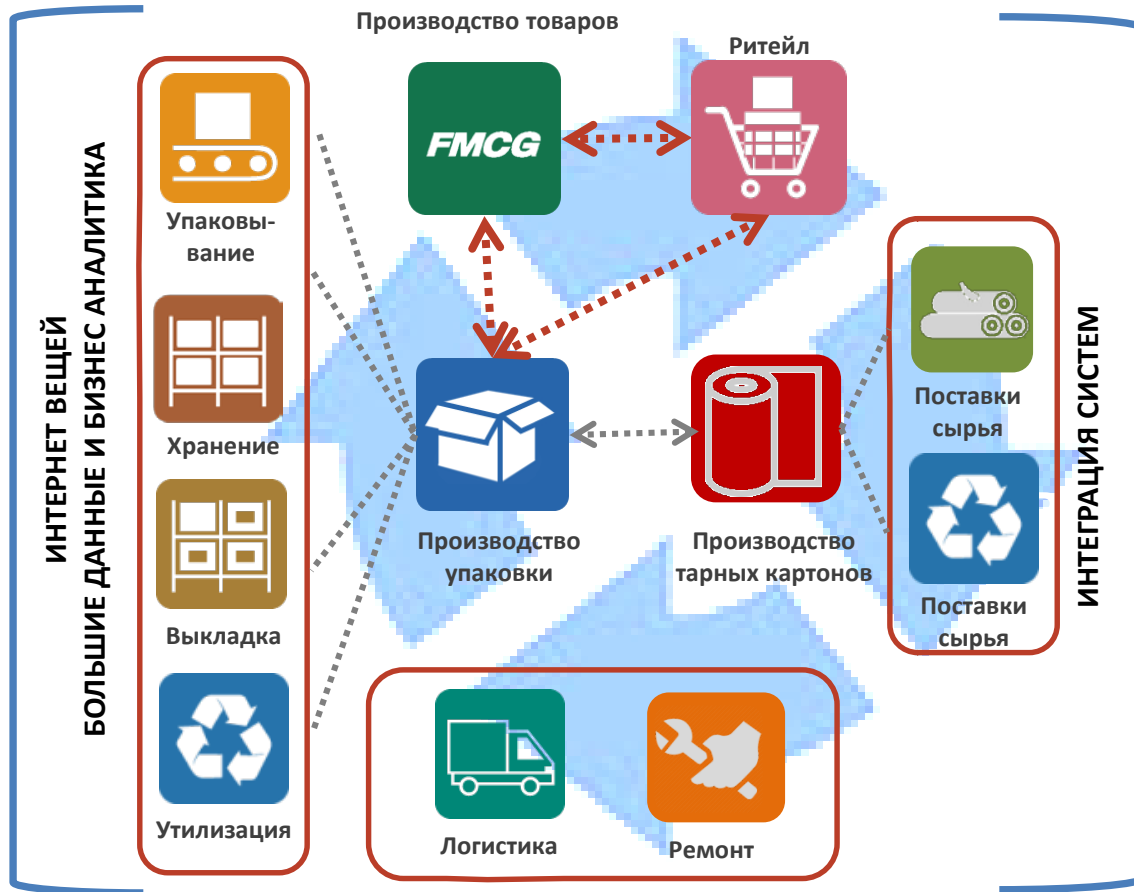 Производство товаров
Ритейл
FMCG
ИНТЕРНЕТ ВЕЩЕЙ
БОЛЬШИЕ ДАННЫЕ И БИЗНЕС АНАЛИТИКА
Упаковы-
вание
Хранение
Выкладка
Утилизация
Производство
упаковки
Производство
тарных картонов
Поставки
сырья
Поставки
сырья
ИНТЕГРАЦИЯ СИСТЕМ
Логистика
Ремонт